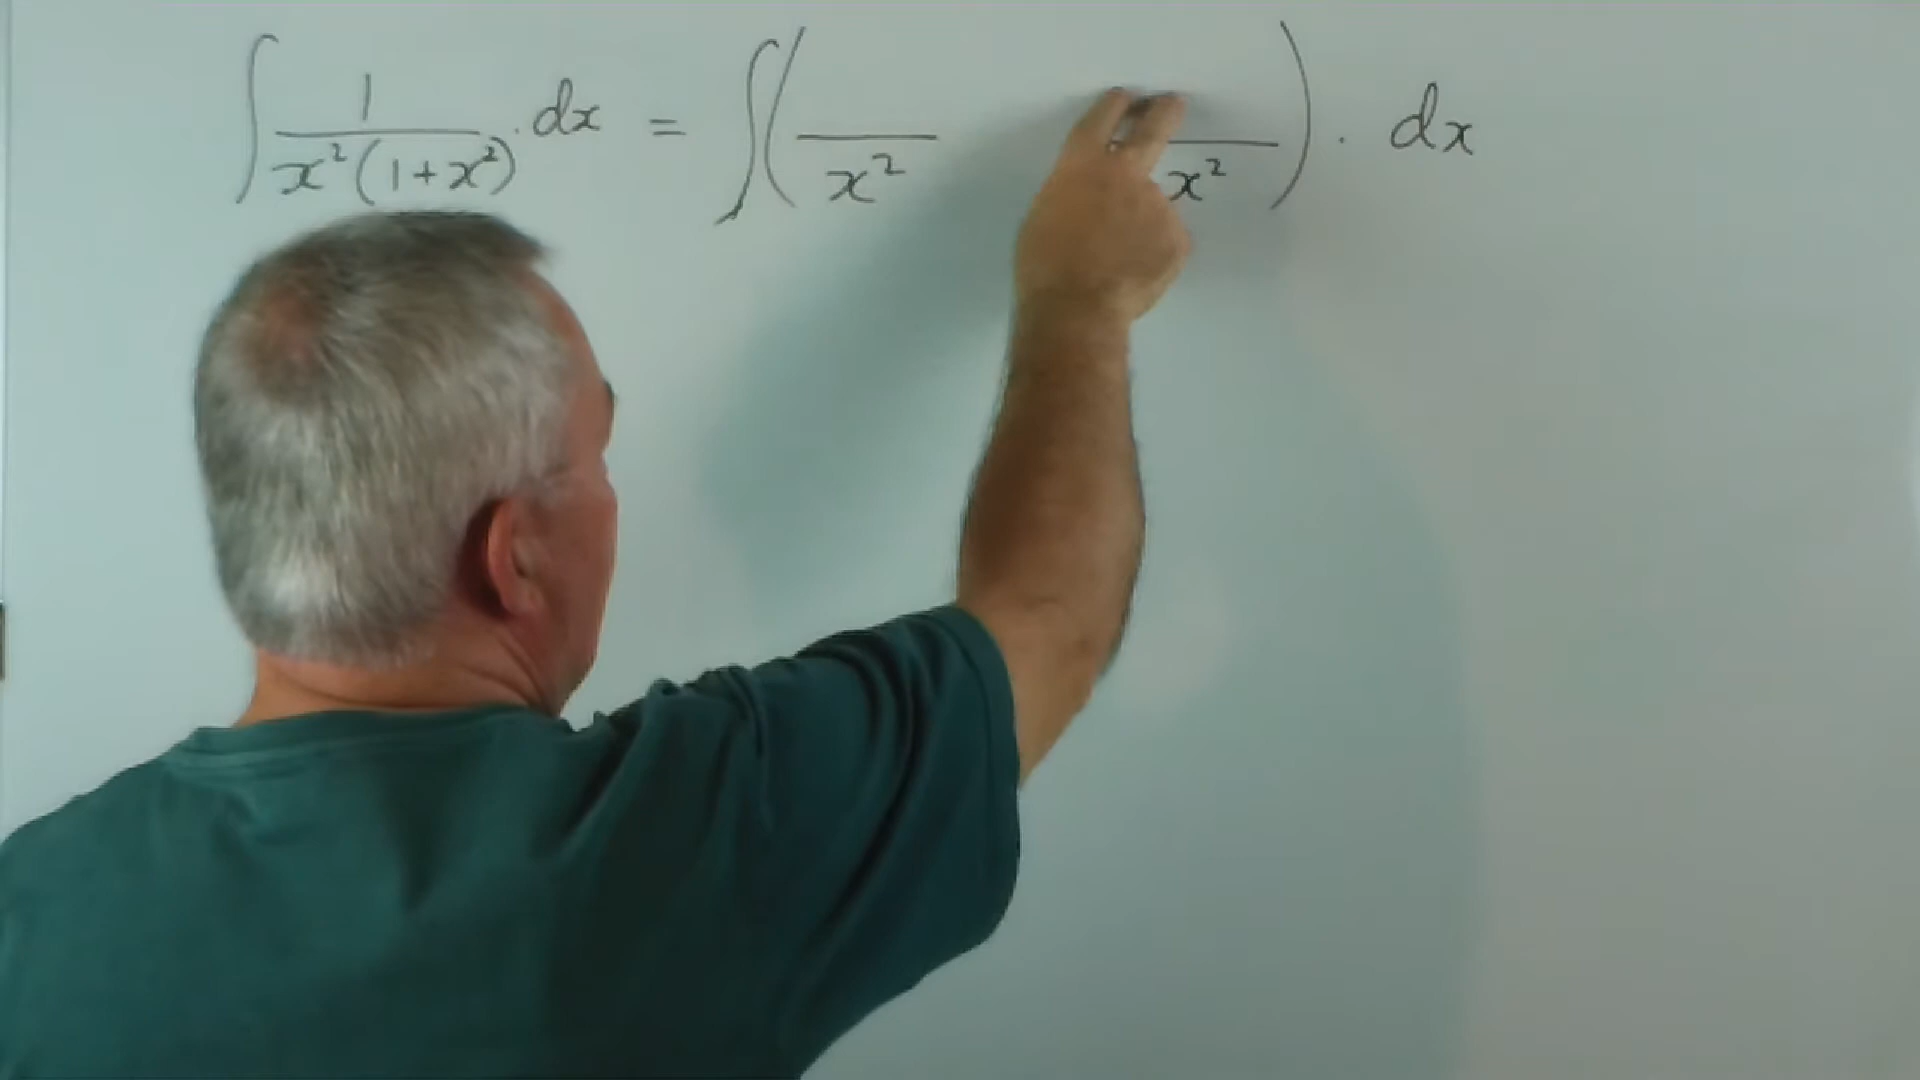 ∫ 1/(x²(1+x²)) · dx = ∫( /x² /x² ) · dx